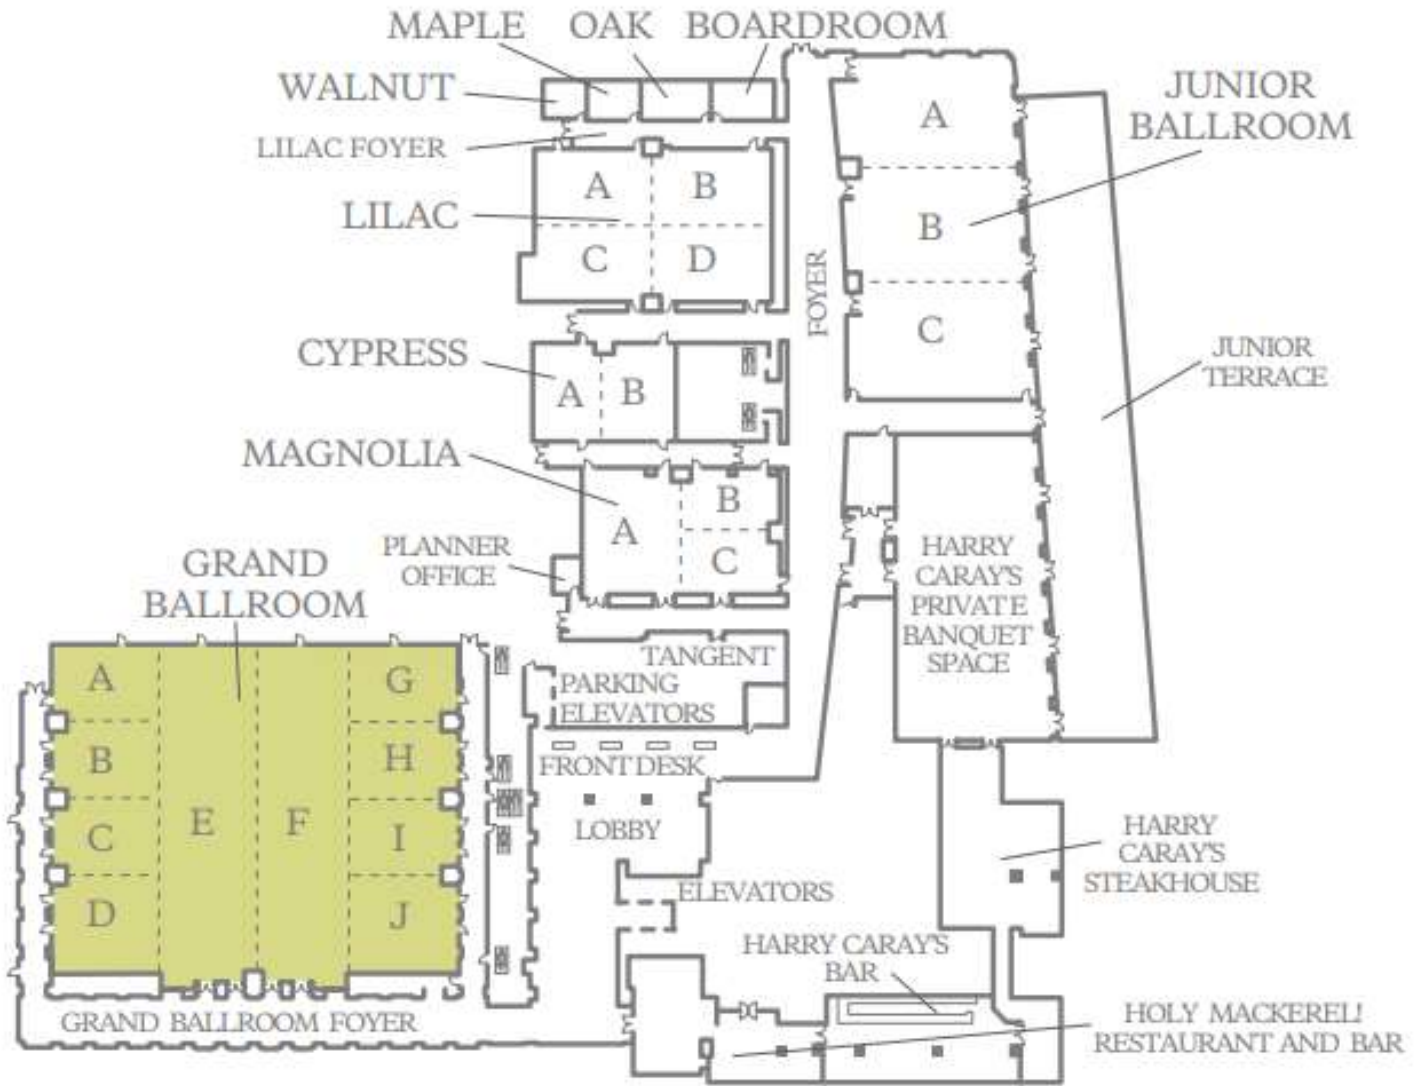 MAPLE OAK BOARDROOM
WALNUT
LILAC FOYER
LILAC
A B
C D
JUNIOR
BALLROOM
A
B
C
FOYER
CYPRESS
A B
JUNIOR
TERRACE
MAGNOLIA
A
B
C
PLANNER
OFFICE
HARRY
CARAY'S
PRIVATE
BANQUET
SPACE
GRAND
BALLROOM
A
B
C
D
E
F
G
H
I
J
GRAND BALLROOM FOYER
TANGENT
PARKING
ELEVATORS
FRONT DESK
LOBBY
ELEVATORS
HARRY
CARAY'S
STEAKHOUSE
HARRY CARAY'S
BAR
HOLY MACKEREL!
RESTAURANT AND BAR